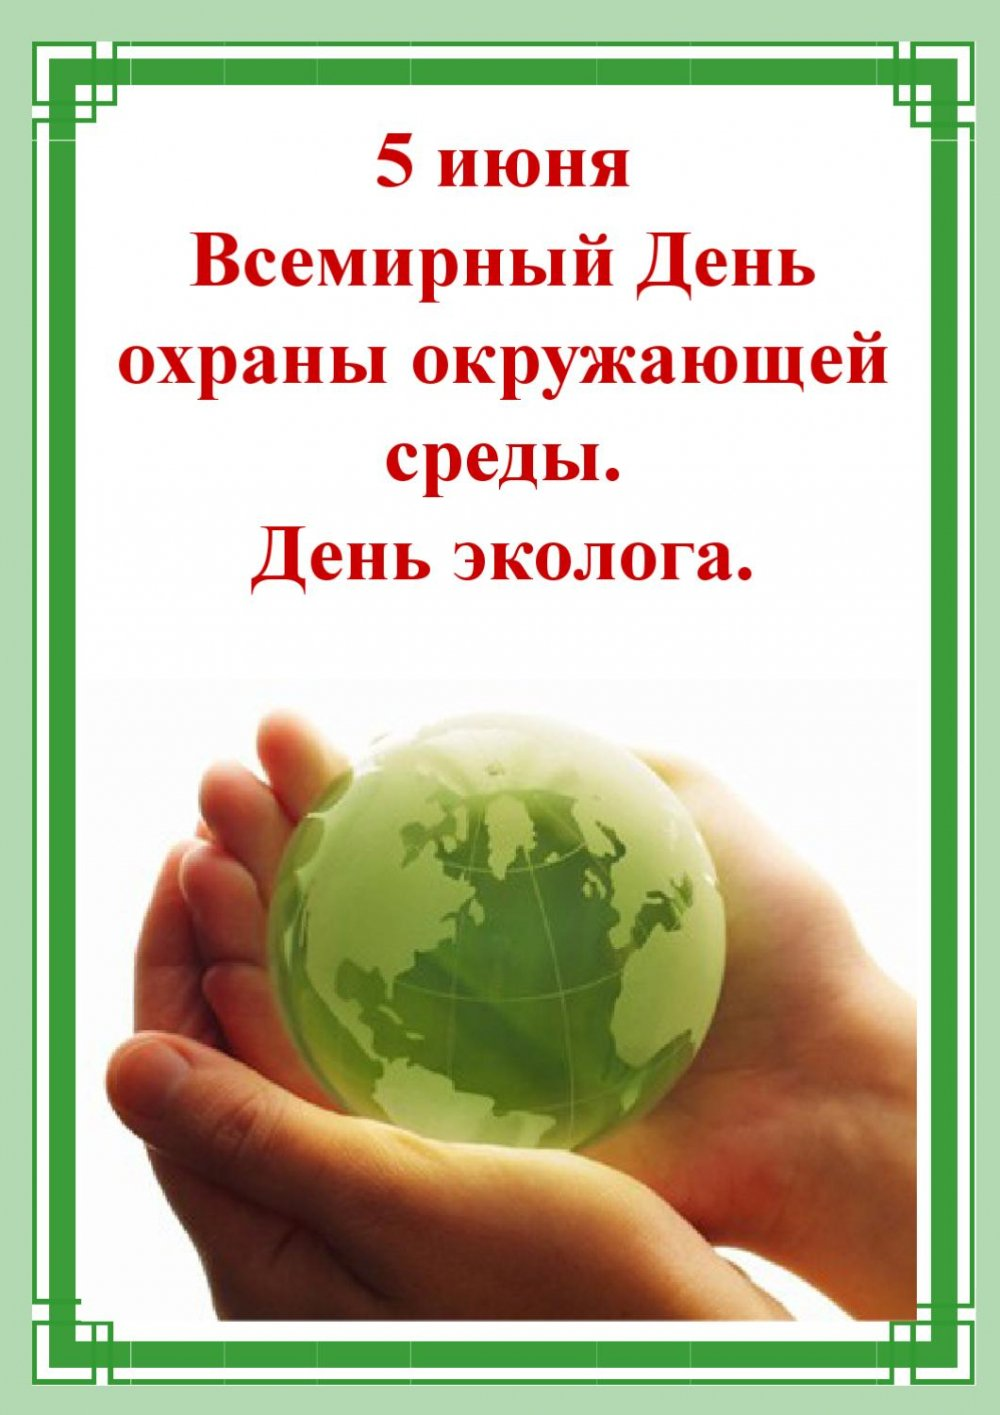 5 июня
Всемирный День
охраны окружающей
среды.
День эколога.